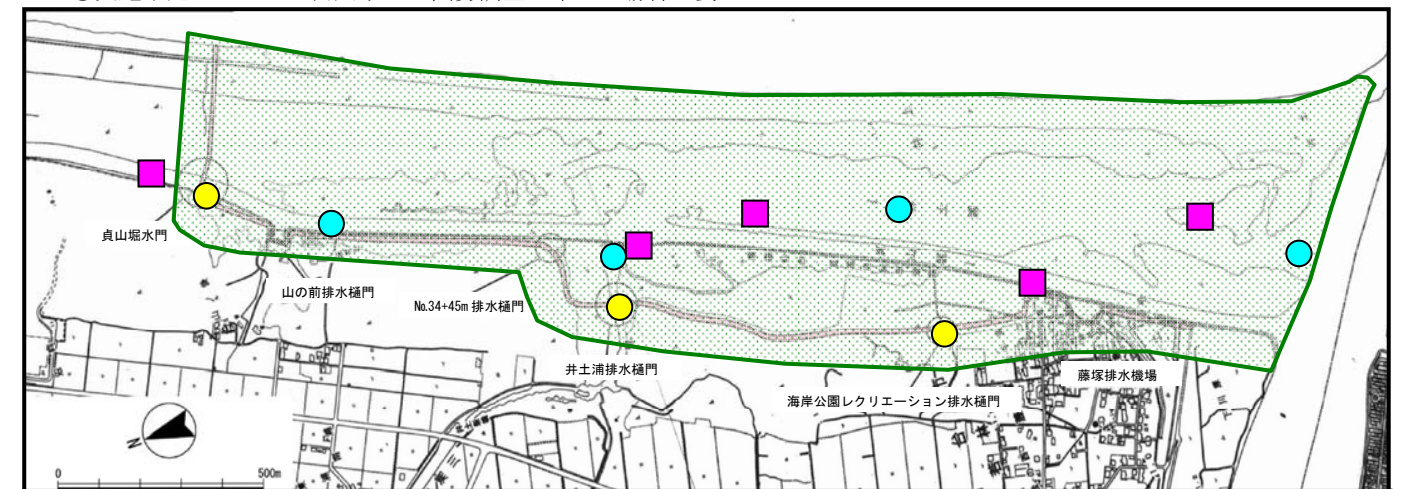 貞山堀水門
山の前排水樋門
No.34+45m 排水樋門
井土浦排水樋門
海岸公園レクリエーション排水樋門
藤塚排水機場
N
0 500m